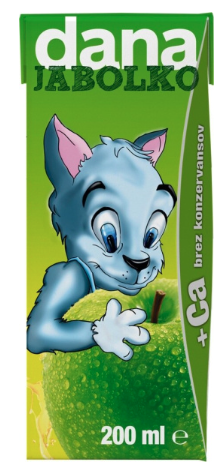 dana
JABOLKO
+ Ca brez konzervansov
200 ml e